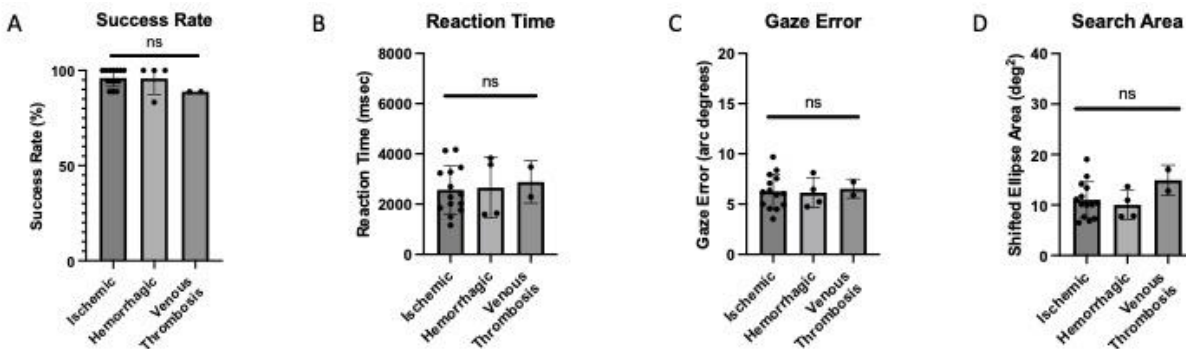 A
Success Rate
ns
Success Rate (%)
100
50
0
Ischemic
Hemorrhagic
Venous
Thrombosis
B
Reaction Time
ns
Reaction Time (msec)
8000
6000
4000
2000
0
Ischemic
Hemorrhagic
Venous
Thrombosis
C
Gaze Error
ns
Gaze Error (arc degrees)
20
15
10
5
0
Ischemic
Hemorrhagic
Venous
Thrombosis
D
Search Area
ns
Shifted Ellipse Area (deg²)
40
30
20
10
0
Ischemic
Hemorrhagic
Venous
Thrombosis